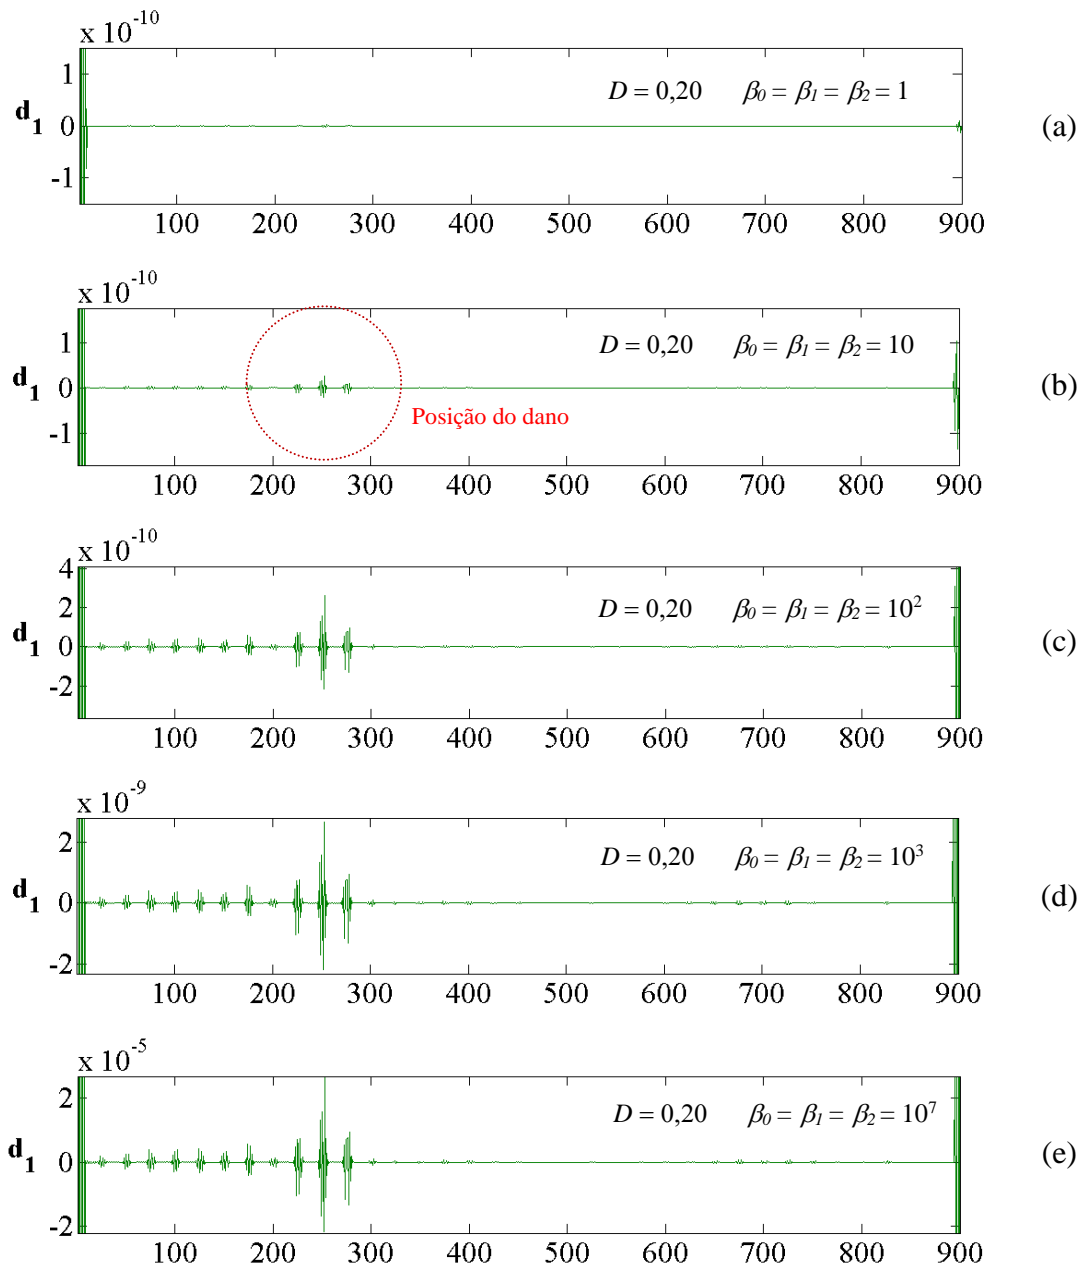 x 10⁻¹⁰
1
D = 0,20 β₀ = β₁ = β₂ = 1
d₁ 0 (a)
-1
100 200 300 400 500 600 700 800 900
x 10⁻¹⁰
1
D = 0,20 β₀ = β₁ = β₂ = 10
d₁ 0 (b)
Posição do dano
-1
100 200 300 400 500 600 700 800 900
x 10⁻¹⁰
4
2
D = 0,20 β₀ = β₁ = β₂ = 10²
d₁ 0 (c)
-2
100 200 300 400 500 600 700 800 900
x 10⁻⁹
2
D = 0,20 β₀ = β₁ = β₂ = 10³
d₁ 0 (d)
-2
100 200 300 400 500 600 700 800 900
x 10⁻⁵
2
D = 0,20 β₀ = β₁ = β₂ = 10⁷
d₁ 0 (e)
-2
100 200 300 400 500 600 700 800 900